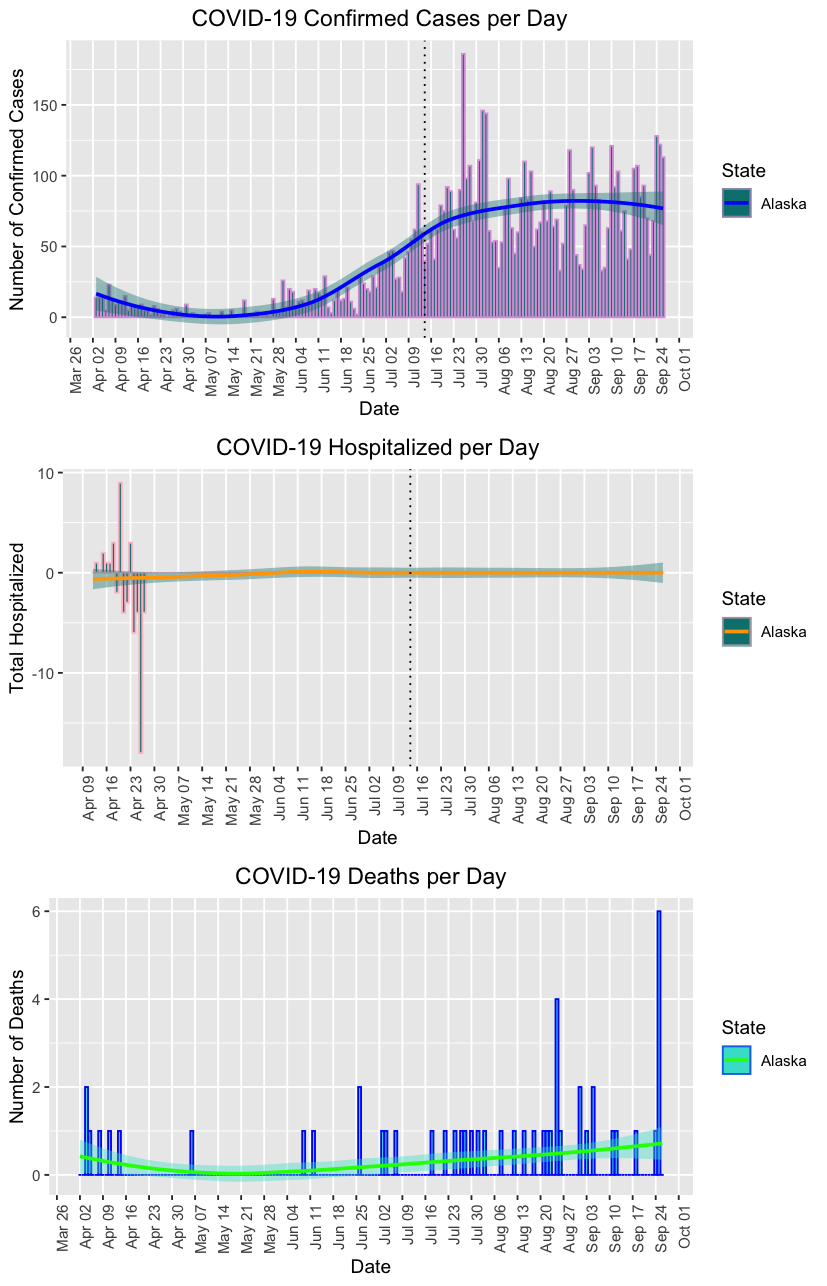 COVID-19 Confirmed Cases per Day
Number of Confirmed Cases
150
100
50
0
Mar 26
Apr 02
Apr 09
Apr 16
Apr 23
Apr 30
May 07
May 14
May 21
May 28
Jun 04
Jun 11
Jun 18
Jun 25
Jul 02
Jul 09
Jul 16
Jul 23
Jul 30
Aug 06
Aug 13
Aug 20
Aug 27
Sep 03
Sep 10
Sep 17
Sep 24
Oct 01
Date
State
Alaska
COVID-19 Hospitalized per Day
Total Hospitalized
10
0
-10
Apr 09
Apr 16
Apr 23
Apr 30
May 07
May 14
May 21
May 28
Jun 04
Jun 11
Jun 18
Jun 25
Jul 02
Jul 09
Jul 16
Jul 23
Jul 30
Aug 06
Aug 13
Aug 20
Aug 27
Sep 03
Sep 10
Sep 17
Sep 24
Oct 01
Date
State
Alaska
COVID-19 Deaths per Day
Number of Deaths
6
4
2
0
Mar 26
Apr 02
Apr 09
Apr 16
Apr 23
Apr 30
May 07
May 14
May 21
May 28
Jun 04
Jun 11
Jun 18
Jun 25
Jul 02
Jul 09
Jul 16
Jul 23
Jul 30
Aug 06
Aug 13
Aug 20
Aug 27
Sep 03
Sep 10
Sep 17
Sep 24
Oct 01
Date
State
Alaska